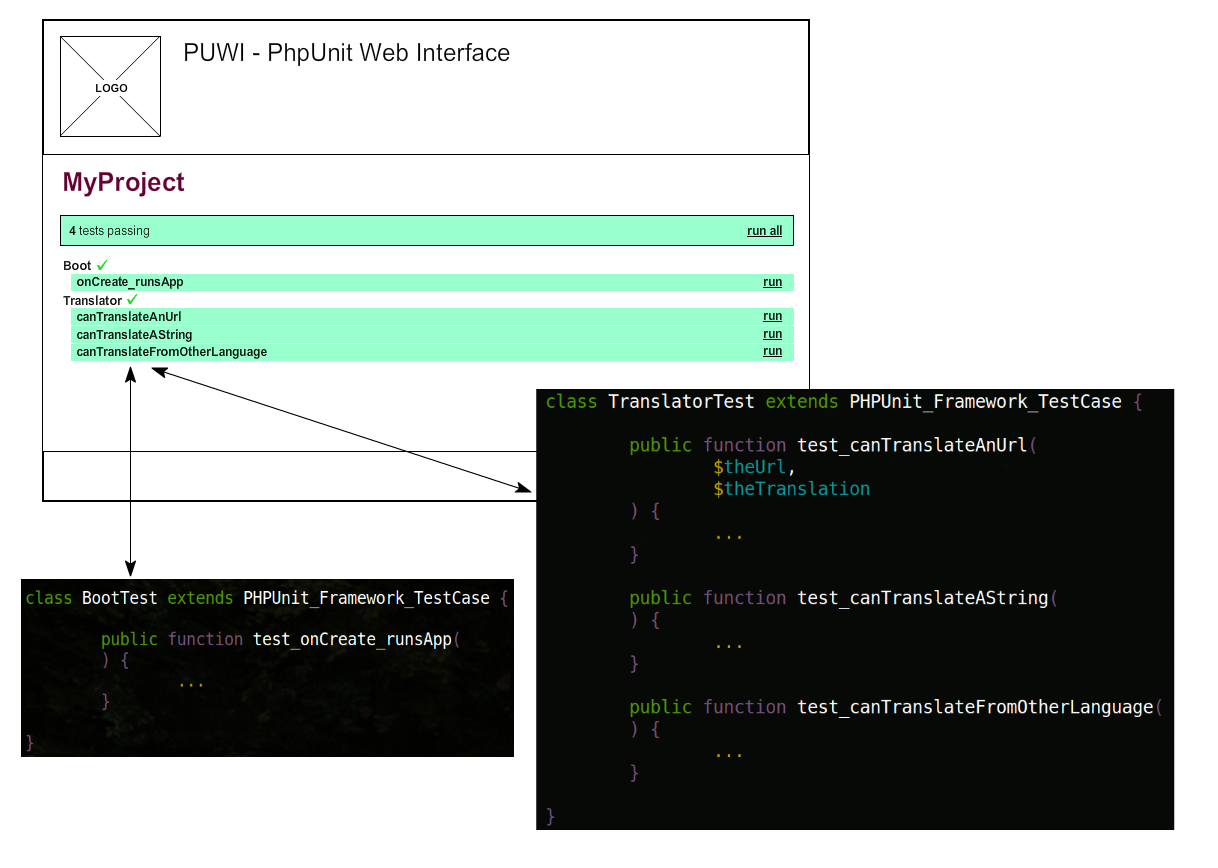 LOGO
PUWI - PhpUnit Web Interface
MyProject
4 tests passing run all
Boot ✓
onCreate_runsApp run
Translator ✓
canTranslateAnUrl run
canTranslateAString run
canTranslateFromOtherLanguage run
class TranslatorTest extends PHPUnit_Framework_TestCase {
public function test_canTranslateAnUrl(
$theUrl,
$theTranslation
) {
...
}
public function test_canTranslateAString(
) {
...
}
public function test_canTranslateFromOtherLanguage(
) {
...
}
}
class BootTest extends PHPUnit_Framework_TestCase {
public function test_onCreate_runsApp(
) {
...
}
}